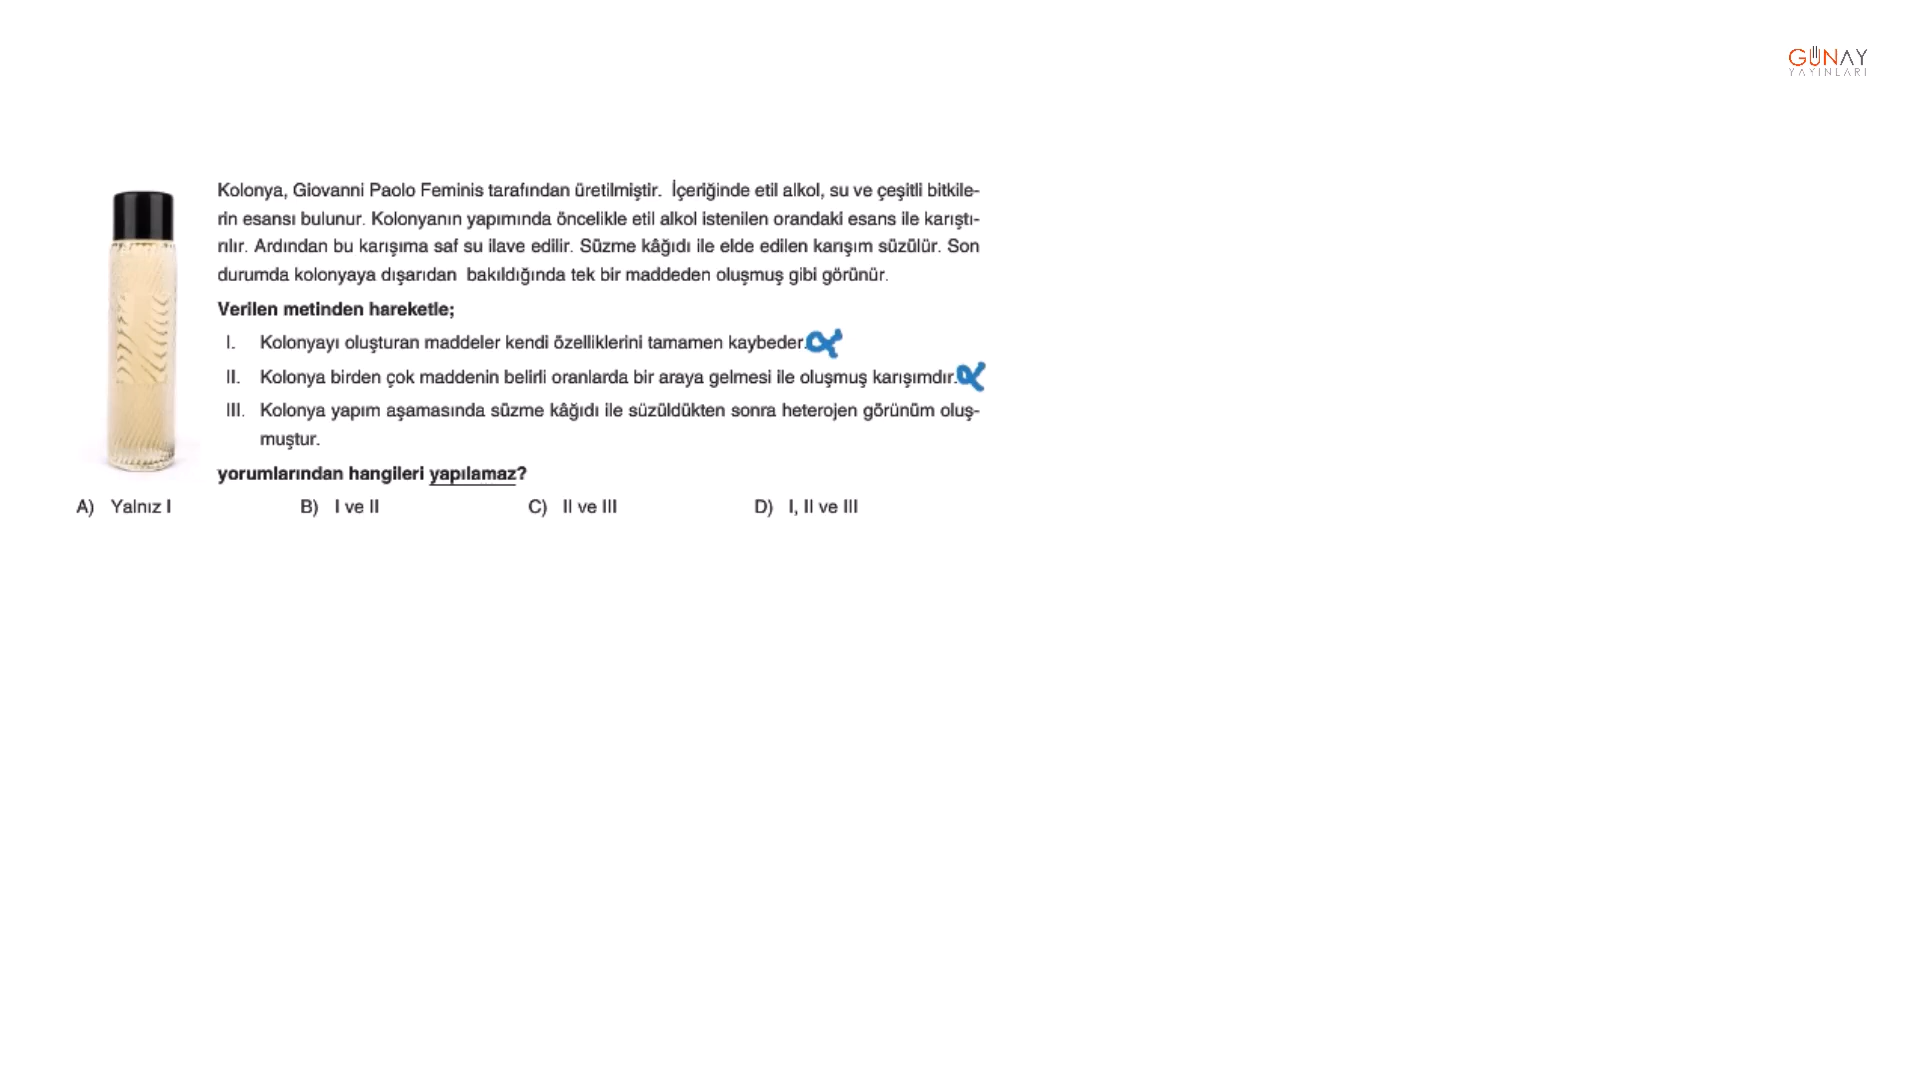 GÜNAY
YAYINLARI
Kolonya, Giovanni Paolo Feminis tarafından üretilmiştir. İçeriğinde etil alkol, su ve çeşitli bitkile-
rin esansı bulunur. Kolonyanın yapımında öncelikle etil alkol istenilen orandaki esans ile karıştı-
rılır. Ardından bu karışıma saf su ilave edilir. Süzme kâğıdı ile elde edilen karışım süzülür. Son
durumda kolonyaya dışarıdan bakıldığında tek bir maddeden oluşmuş gibi görünür.
Verilen metinden hareketle;
I. Kolonyayı oluşturan maddeler kendi özelliklerini tamamen kaybeder.
II. Kolonya birden çok maddenin belirli oranlarda bir araya gelmesi ile oluşmuş karışımdır.
III. Kolonya yapım aşamasında süzme kâğıdı ile süzüldükten sonra heterojen görünüm oluş-
muştur.
yorumlarından hangileri yapılamaz?
A) Yalnız I B) I ve II C) II ve III D) I, II ve III